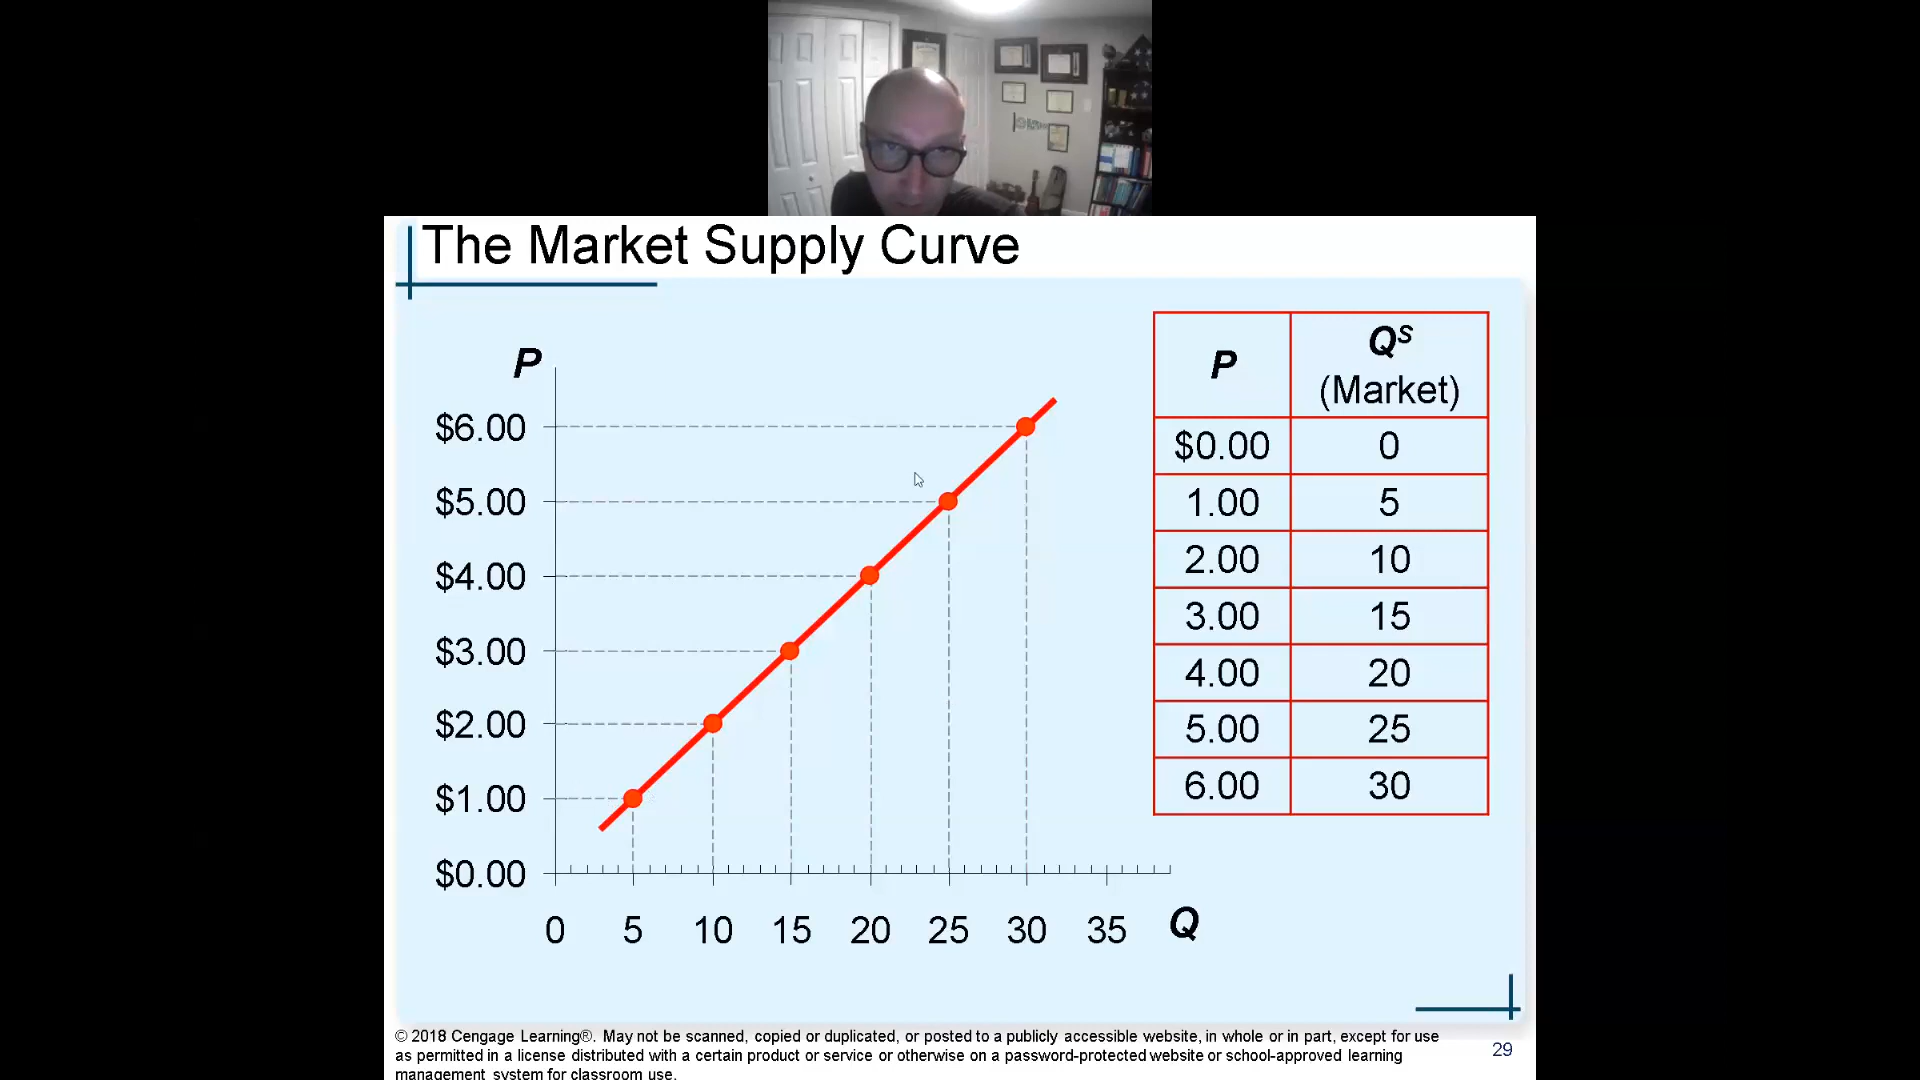 The Market Supply Curve
P
$6.00
$5.00
$4.00
$3.00
$2.00
$1.00
$0.00
0 5 10 15 20 25 30 35 Q
P Qˢ (Market)
$0.00 0
1.00 5
2.00 10
3.00 15
4.00 20
5.00 25
6.00 30
© 2018 Cengage Learning®. May not be scanned, copied or duplicated, or posted to a publicly accessible website, in whole or in part, except for use
as permitted in a license distributed with a certain product or service or otherwise on a password-protected website or school-approved learning
management system for classroom use.
29